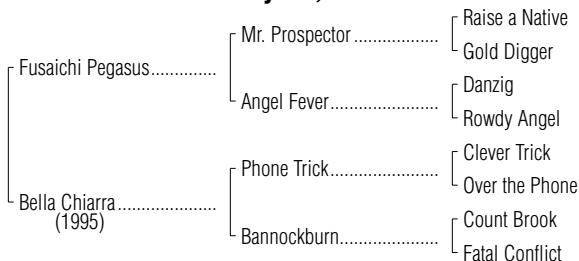 Raise a Native
Mr. Prospector
Gold Digger
Fusaichi Pegasus
Danzig
Angel Fever
Rowdy Angel
Clever Trick
Phone Trick
Over the Phone
Bella Chiarra
(1995)
Count Brook
Bannockburn
Fatal Conflict